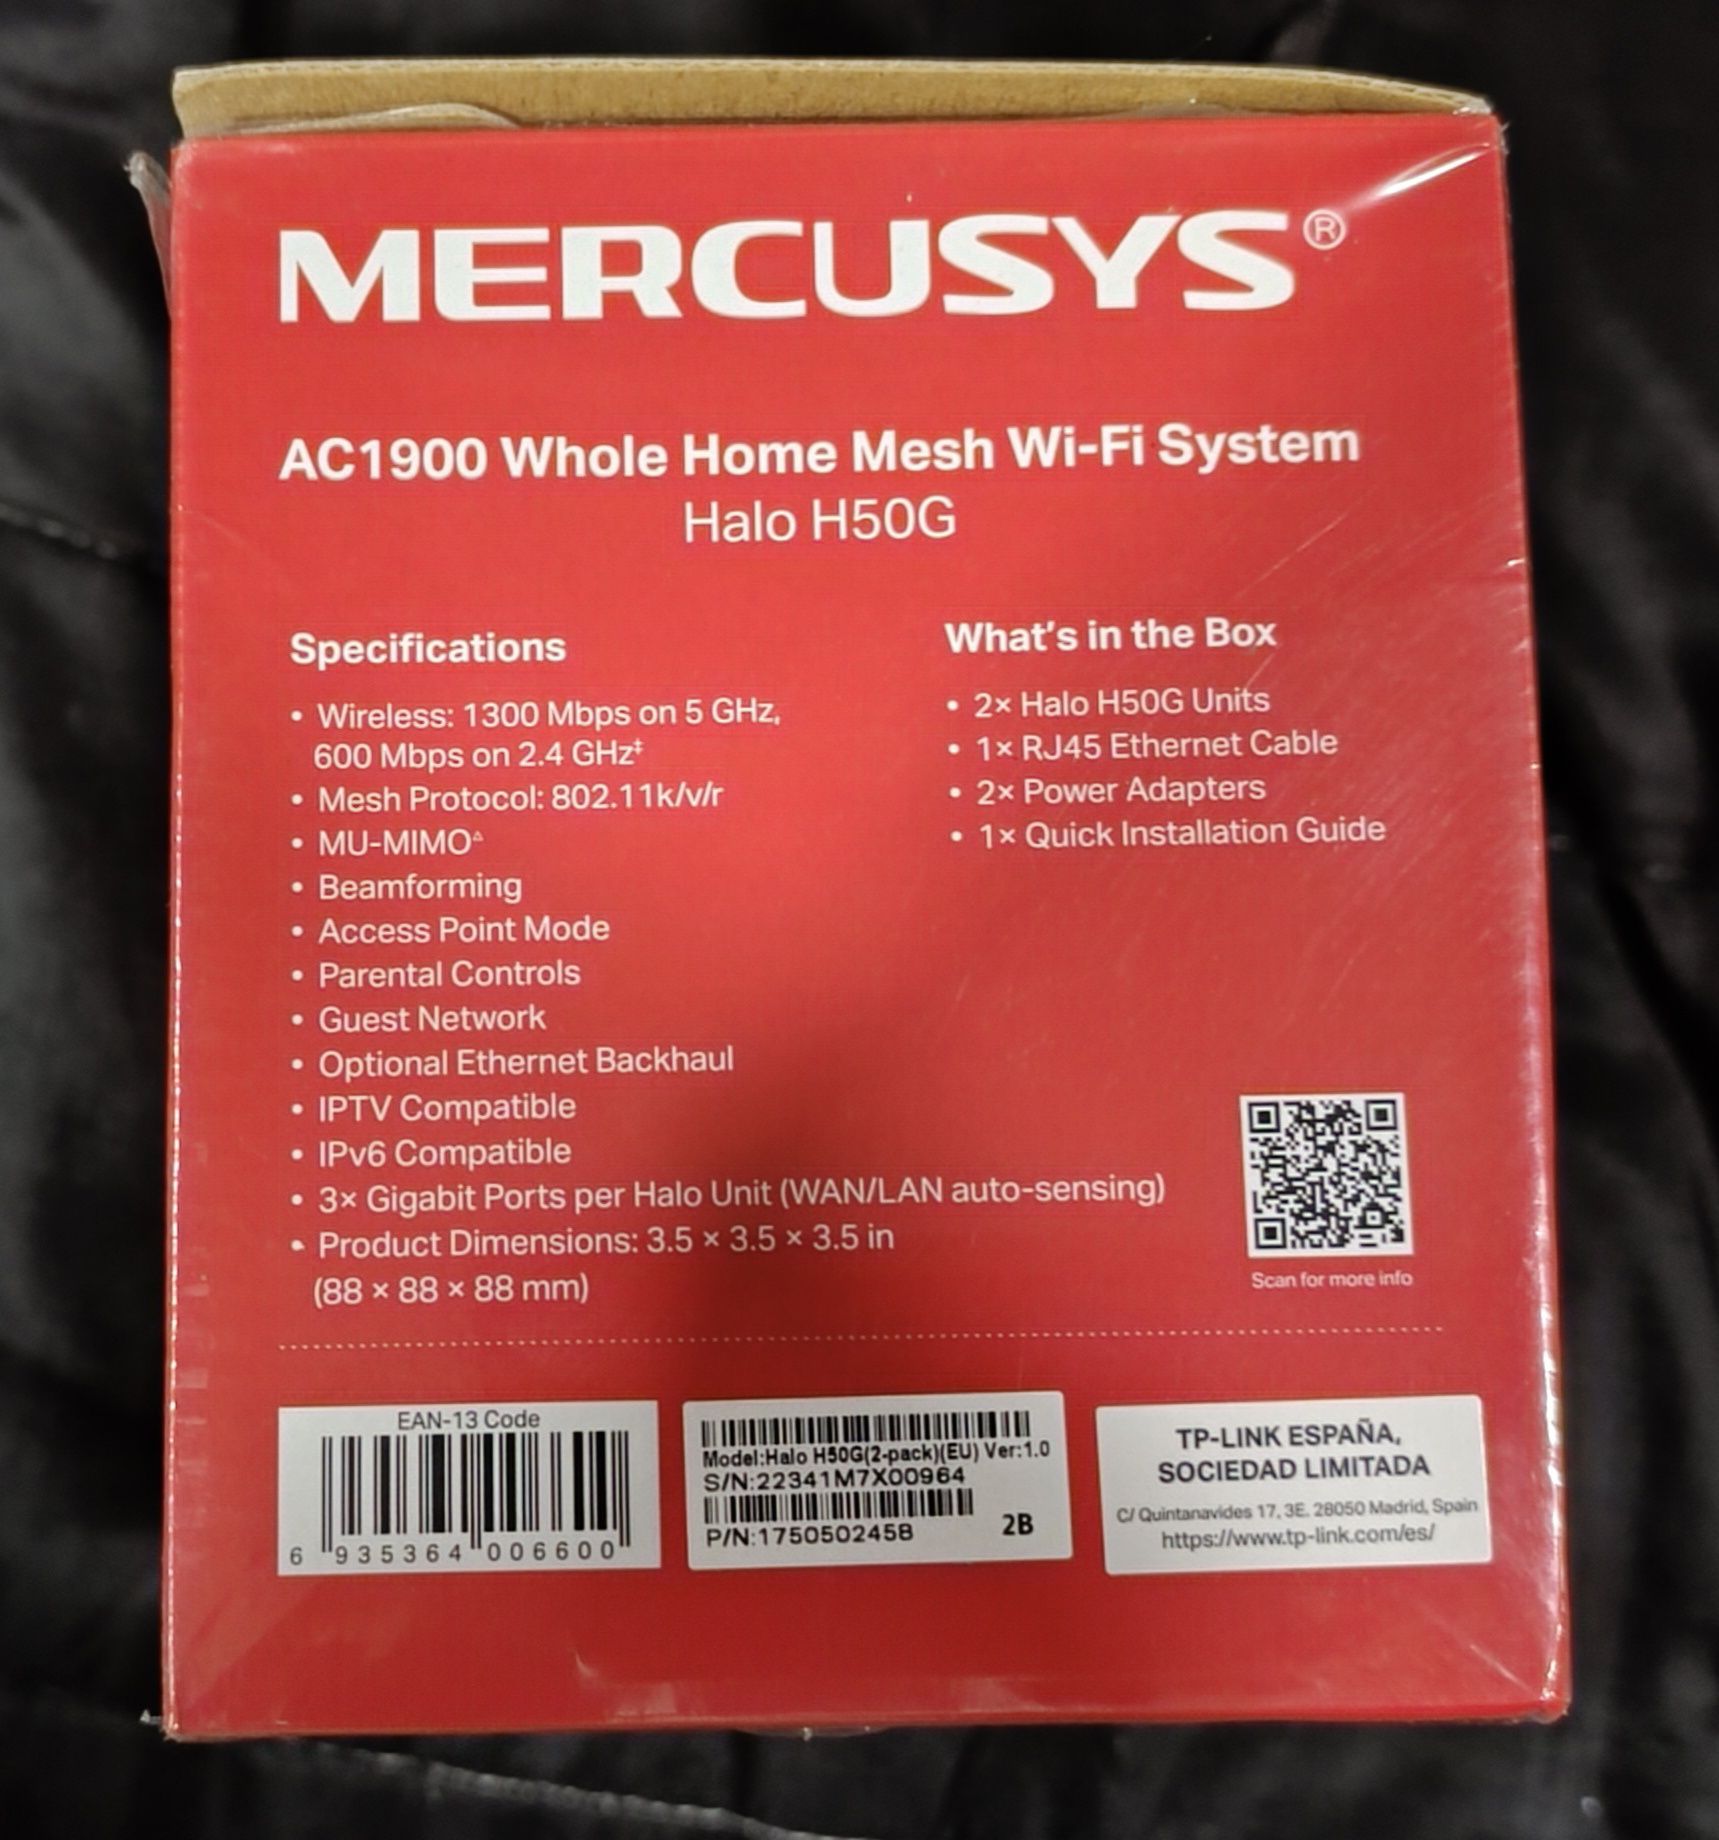 MERCUSYS®
AC1900 Whole Home Mesh Wi-Fi System
Halo H50G
Specifications
• Wireless: 1300 Mbps on 5 GHz,
600 Mbps on 2.4 GHz‡
• Mesh Protocol: 802.11k/v/r
• MU-MIMO△
• Beamforming
• Access Point Mode
• Parental Controls
• Guest Network
• Optional Ethernet Backhaul
• IPTV Compatible
• IPv6 Compatible
• 3× Gigabit Ports per Halo Unit (WAN/LAN auto-sensing)
• Product Dimensions: 3.5 × 3.5 × 3.5 in
(88 × 88 × 88 mm)
What's in the Box
• 2× Halo H50G Units
• 1× RJ45 Ethernet Cable
• 2× Power Adapters
• 1× Quick Installation Guide
Scan for more info
EAN-13 Code
6 935364 006600
Model:Halo H50G(2-pack)(EU) Ver:1.0
S/N:22341M7X00964
P/N:1750502458
2B
TP-LINK ESPAÑA,
SOCIEDAD LIMITADA
C/ Quintanavides 17, 3E. 28050 Madrid, Spain
https://www.tp-link.com/es/